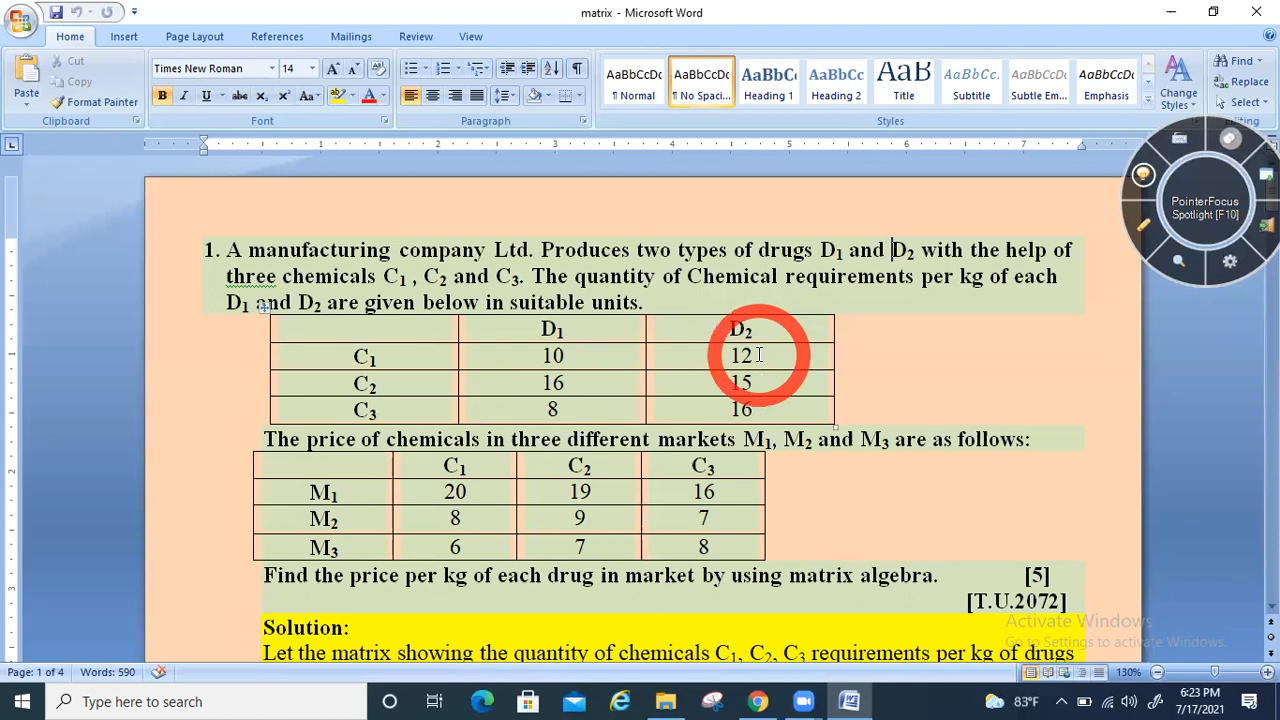 matrix - Microsoft Word
Home Insert Page Layout References Mailings Review View
Cut
Copy
Paste
Format Painter
Clipboard
Times New Roman 14
Font
Paragraph
AaBbCcDc AaBbCcDc AaBbCc AaBbCc AaB AaBbCc AaBbCcDc AaBbCcDc
¶ Normal ¶ No Spaci... Heading 1 Heading 2 Title Subtitle Subtle Em... Emphasis
Change Styles
Styles
Find
Replace
Select
Editing
PointerFocus
Spotlight [F10]
1. A manufacturing company Ltd. Produces two types of drugs D1 and D2 with the help of
three chemicals C1 , C2 and C3. The quantity of Chemical requirements per kg of each
D1 and D2 are given below in suitable units.
D1 D2
C1 10 12
C2 16 15
C3 8 16
The price of chemicals in three different markets M1, M2 and M3 are as follows:
C1 C2 C3
M1 20 19 16
M2 8 9 7
M3 6 7 8
Find the price per kg of each drug in market by using matrix algebra. [5]
[T.U.2072]
Solution:
Let the matrix showing the quantity of chemicals C1, C2, C3 requirements per kg of drugs
Activate Windows
Go to Settings to activate Windows.
Page: 1 of 4 Words: 590 130%
Type here to search
83°F
6:23 PM
7/17/2021